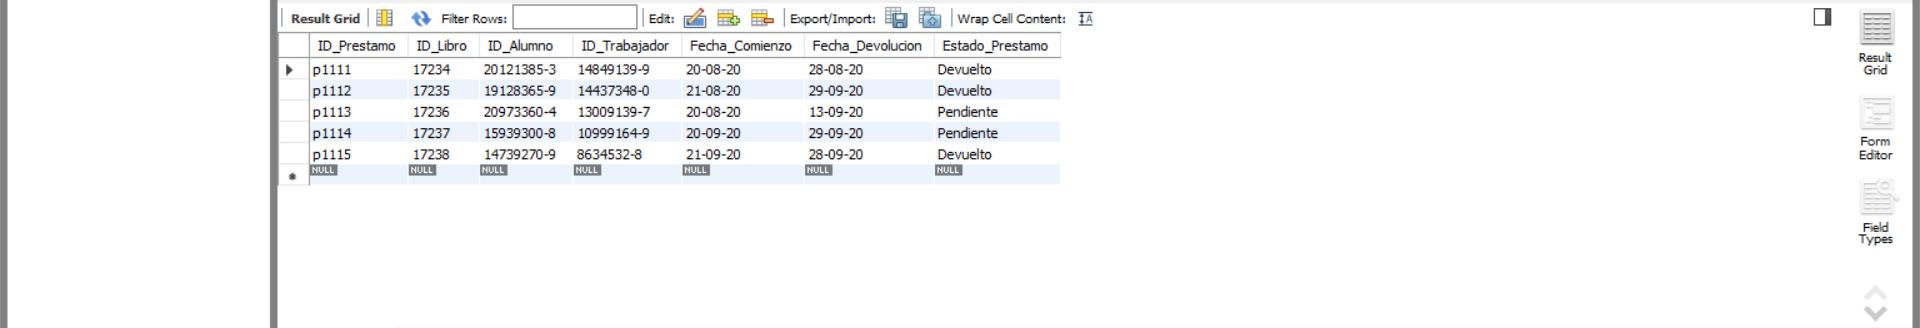 Result Grid Filter Rows: Edit: Export/Import: Wrap Cell Content: IA
ID_Prestamo ID_Libro ID_Alumno ID_Trabajador Fecha_Comienzo Fecha_Devolucion Estado_Prestamo
p1111 17234 20121385-3 14849139-9 20-08-20 28-08-20 Devuelto
p1112 17235 19128365-9 14437348-0 21-08-20 29-09-20 Devuelto
p1113 17236 20973360-4 13009139-7 20-08-20 13-09-20 Pendiente
p1114 17237 15939300-8 10999164-9 20-09-20 29-09-20 Pendiente
p1115 17238 14739270-9 8634532-8 21-09-20 28-09-20 Devuelto
NULL NULL NULL NULL NULL NULL NULL
Result
Grid
Form
Editor
Field
Types